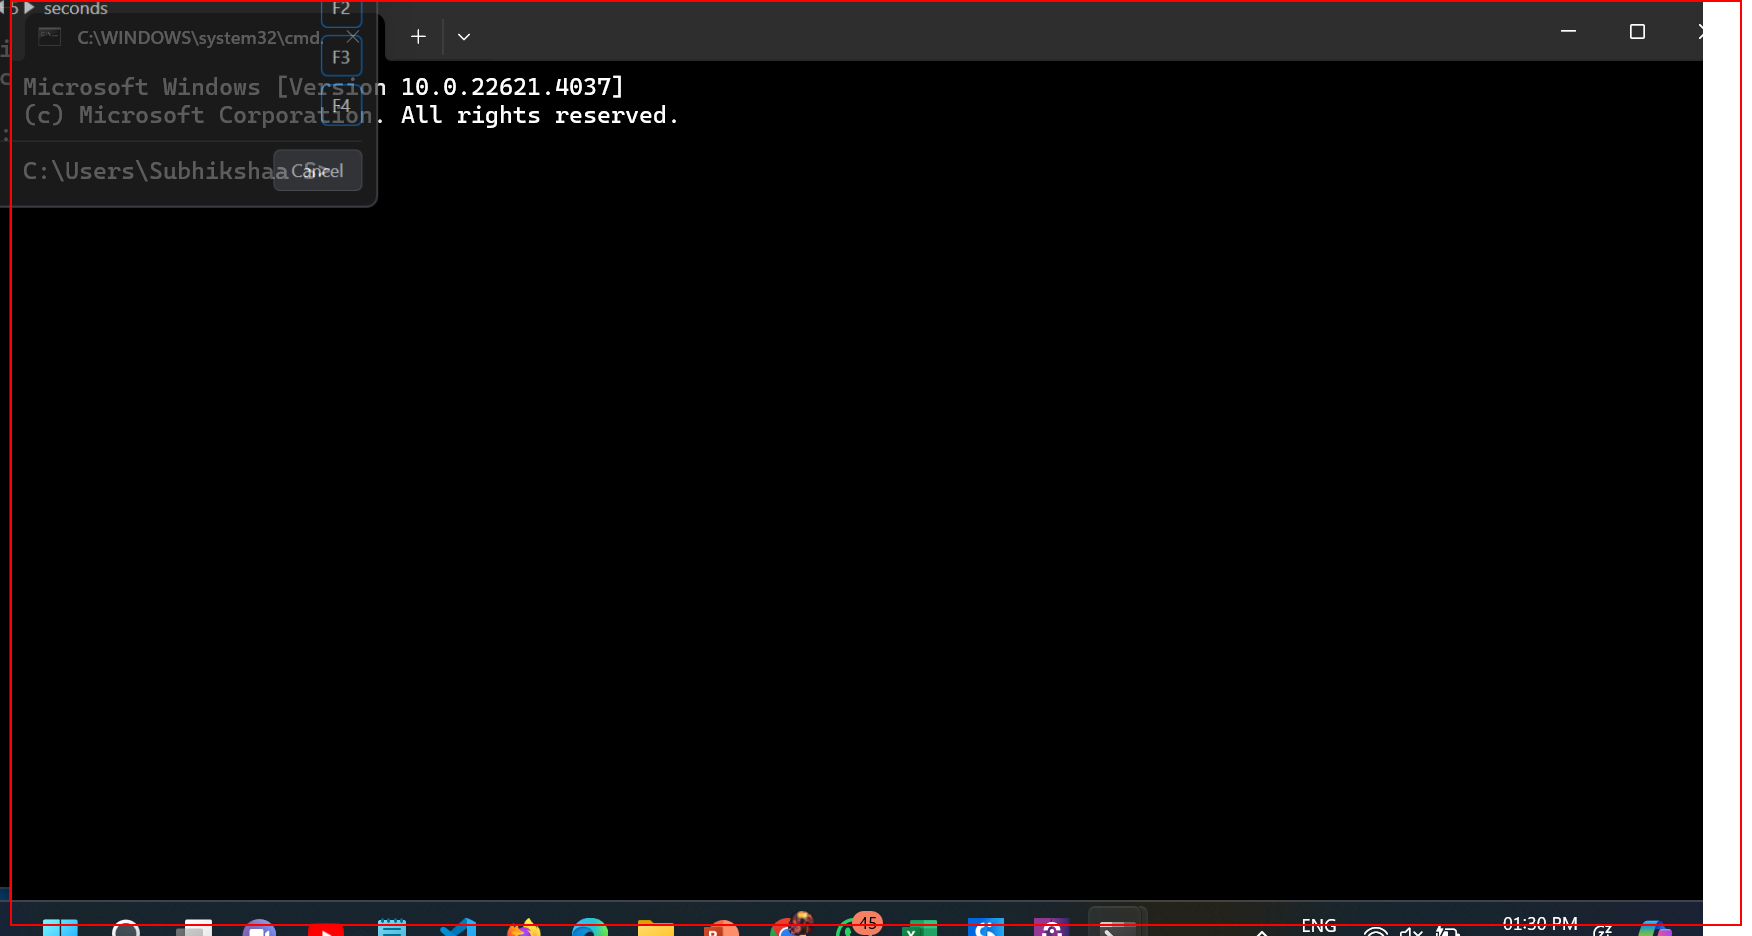 5 seconds
F2
C:\WINDOWS\system32\cmd.
F3
Microsoft Windows [Version 10.0.22621.4037]
F4
(c) Microsoft Corporation. All rights reserved.
C:\Users\Subhikshaa S>
Cancel
45
ENG
01:30 PM